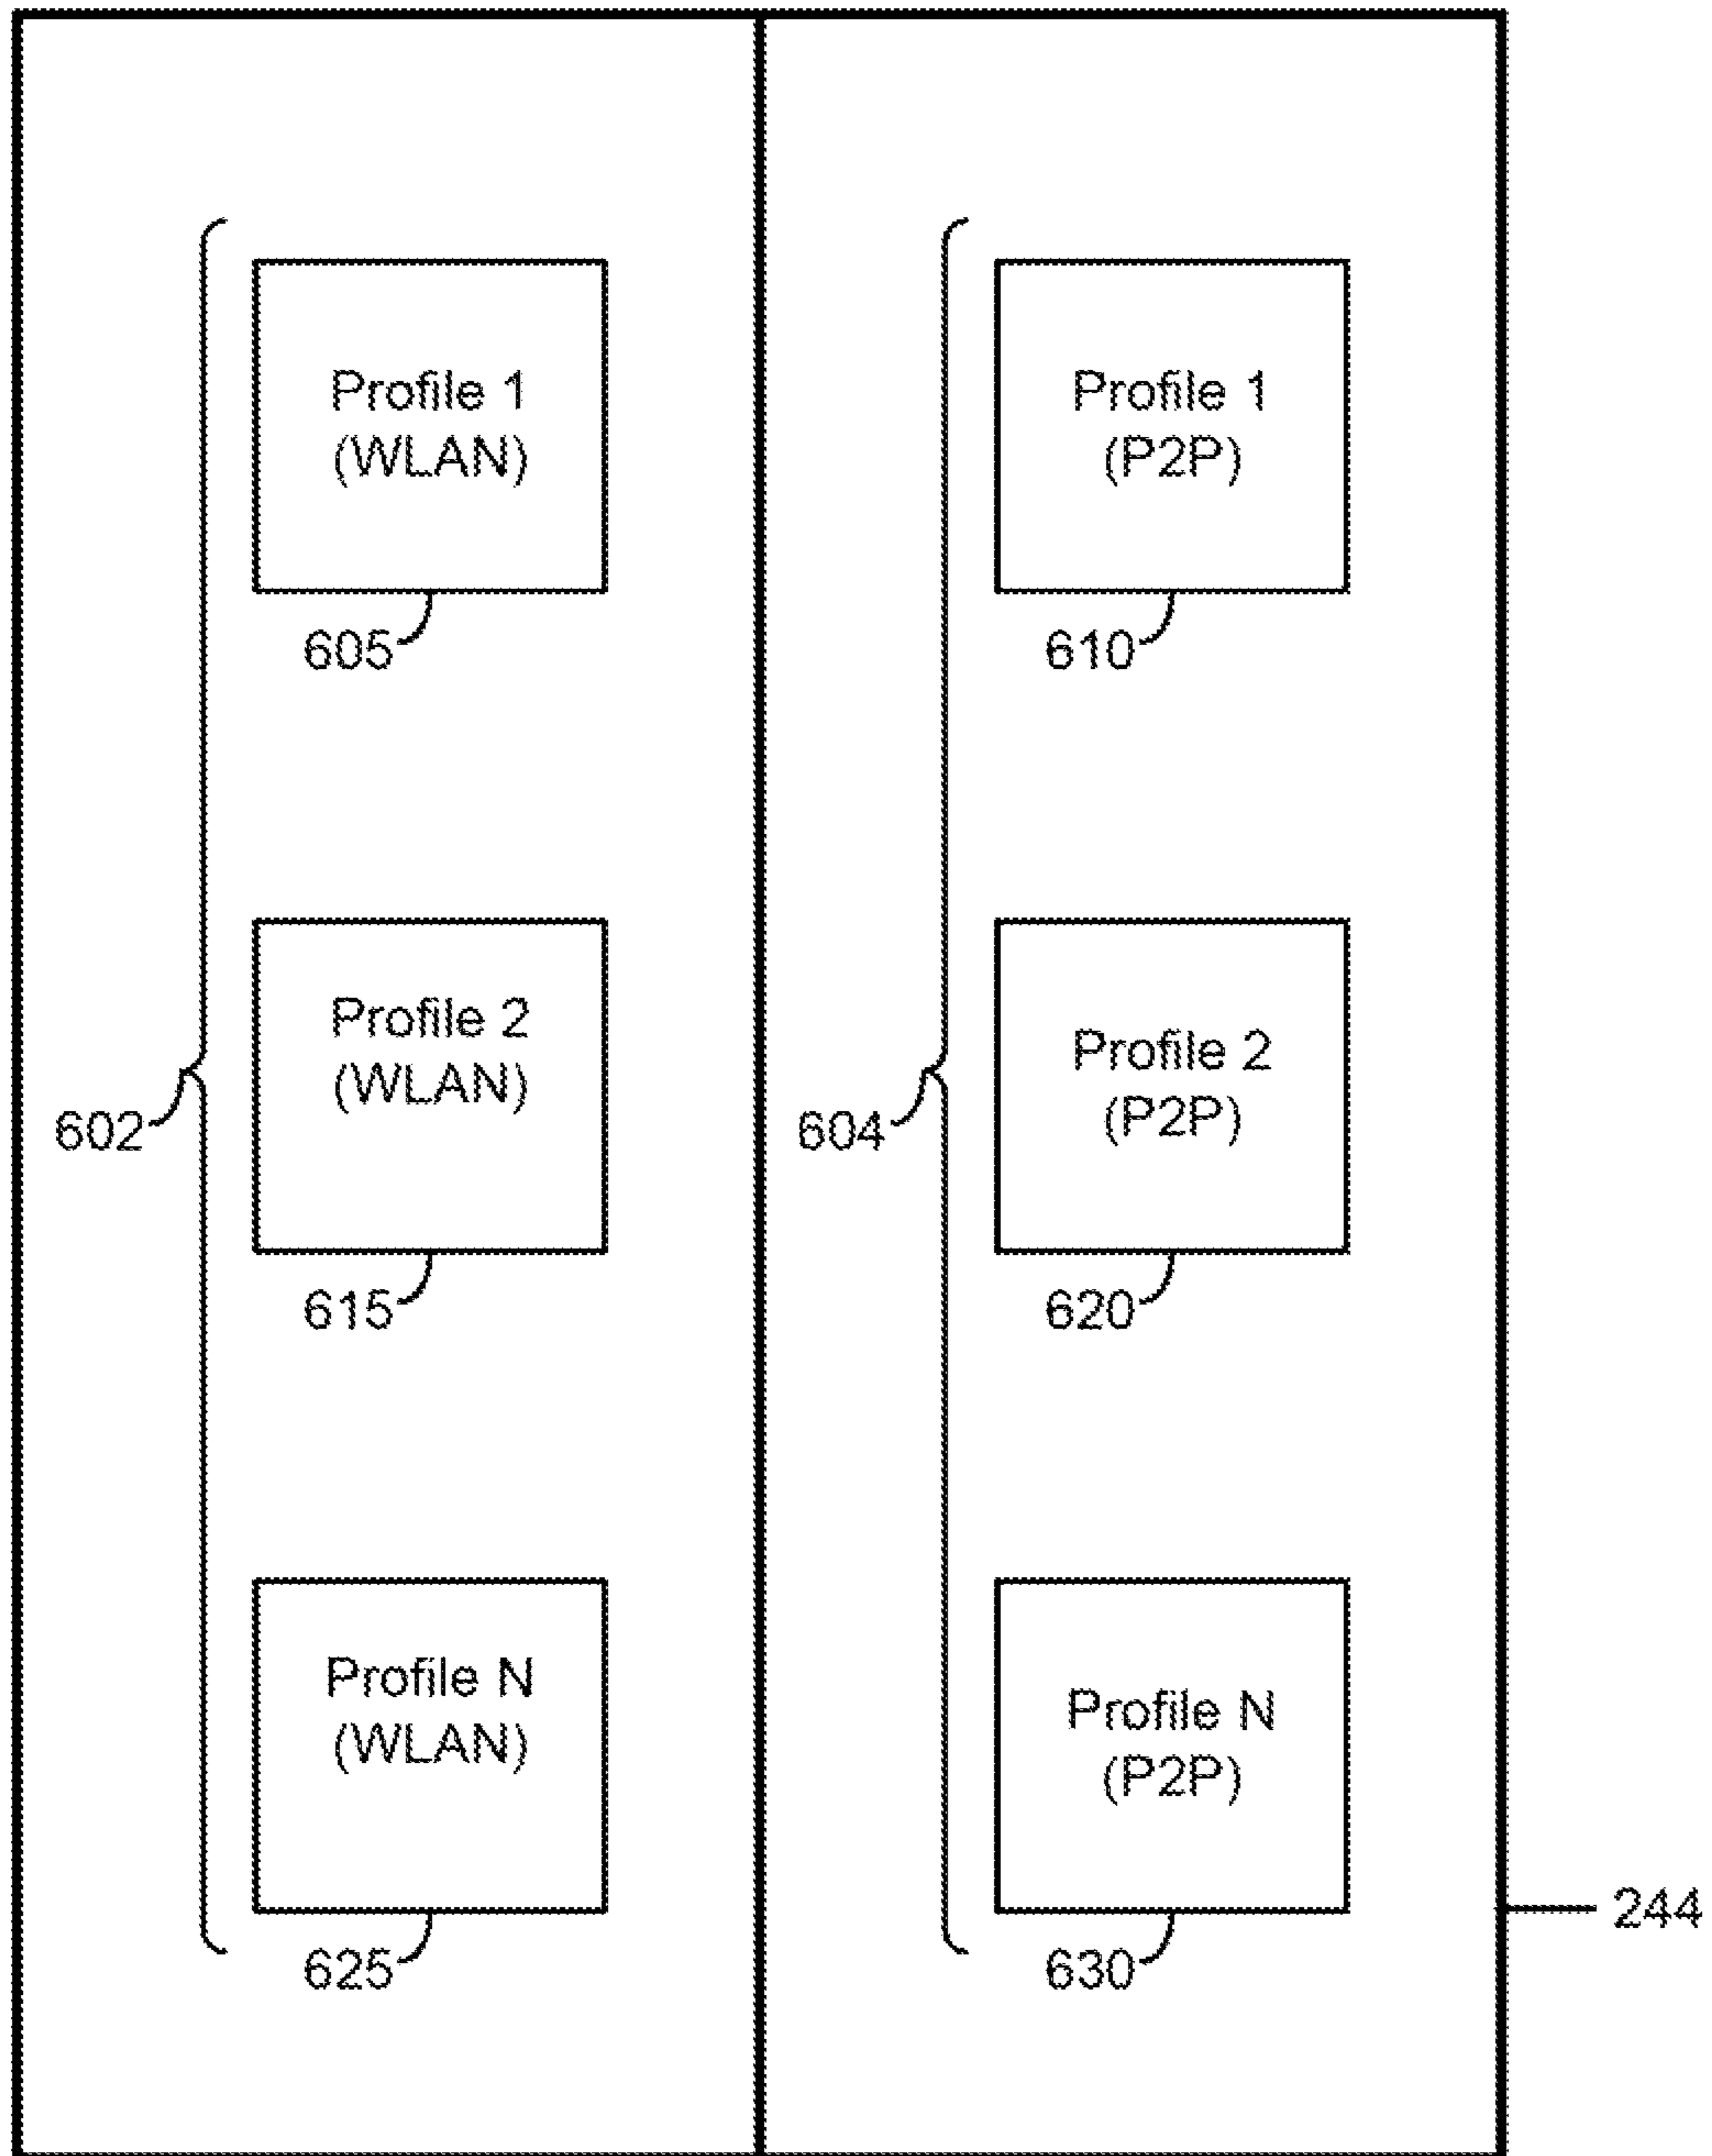 Profile 1
(WLAN)
605
Profile 2
(WLAN)
602
615
Profile N
(WLAN)
625
Profile 1
(P2P)
610
Profile 2
(P2P)
604
620
Profile N
(P2P)
630
244